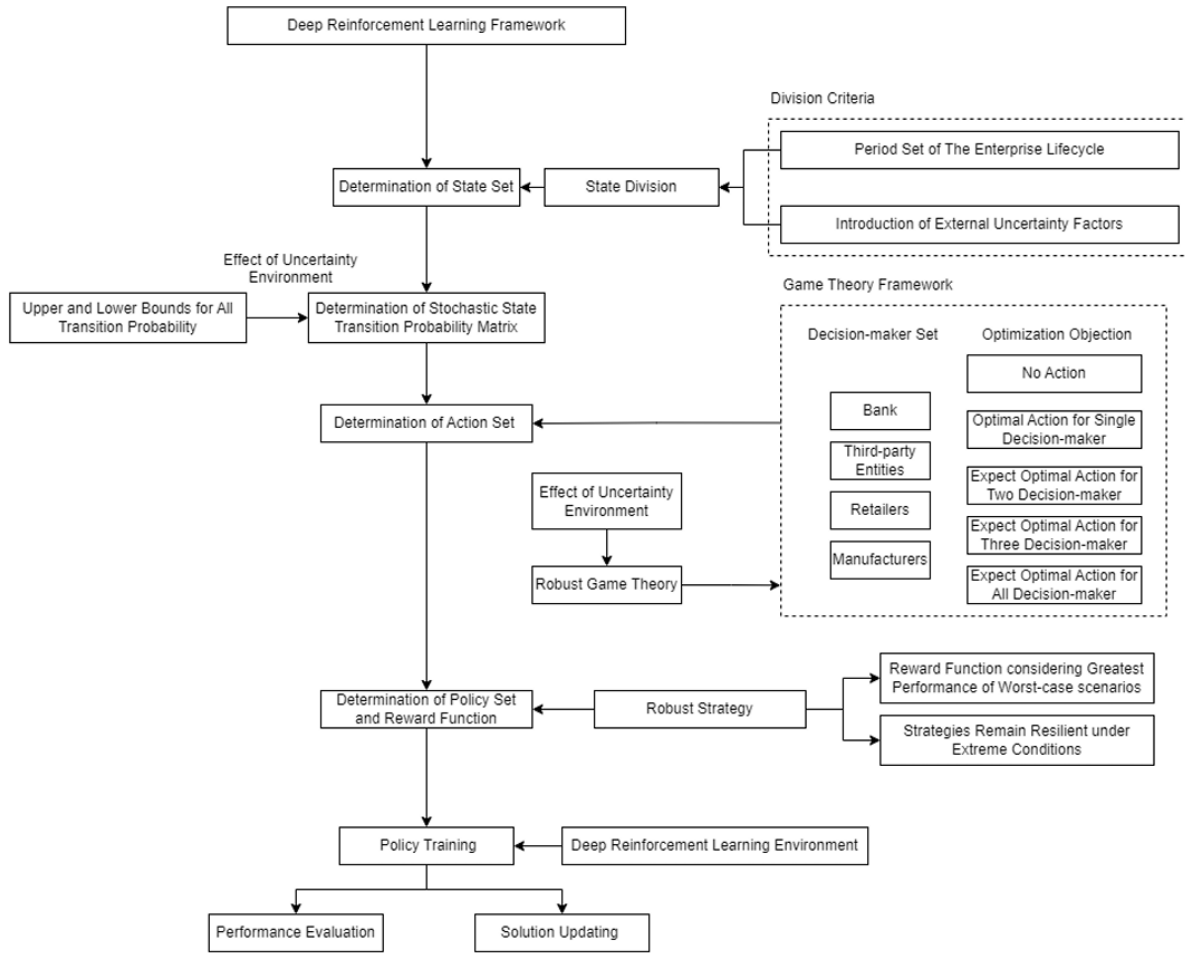 Deep Reinforcement Learning Framework
Division Criteria
Period Set of The Enterprise Lifecycle
Determination of State Set
State Division
Introduction of External Uncertainty Factors
Effect of Uncertainty
Environment
Upper and Lower Bounds for All
Transition Probability
Determination of Stochastic State
Transition Probability Matrix
Game Theory Framework
Decision-maker Set
Optimization Objection
No Action
Bank
Determination of Action Set
Optimal Action for Single
Decision-maker
Third-party
Entities
Expect Optimal Action for
Two Decision-maker
Effect of Uncertainty
Environment
Retailers
Expect Optimal Action for
Three Decision-maker
Manufacturers
Robust Game Theory
Expect Optimal Action for
All Decision-maker
Reward Function considering Greatest
Performance of Worst-case scenarios
Determination of Policy Set
and Reward Function
Robust Strategy
Strategies Remain Resilient under
Extreme Conditions
Policy Training
Deep Reinforcement Learning Environment
Performance Evaluation
Solution Updating